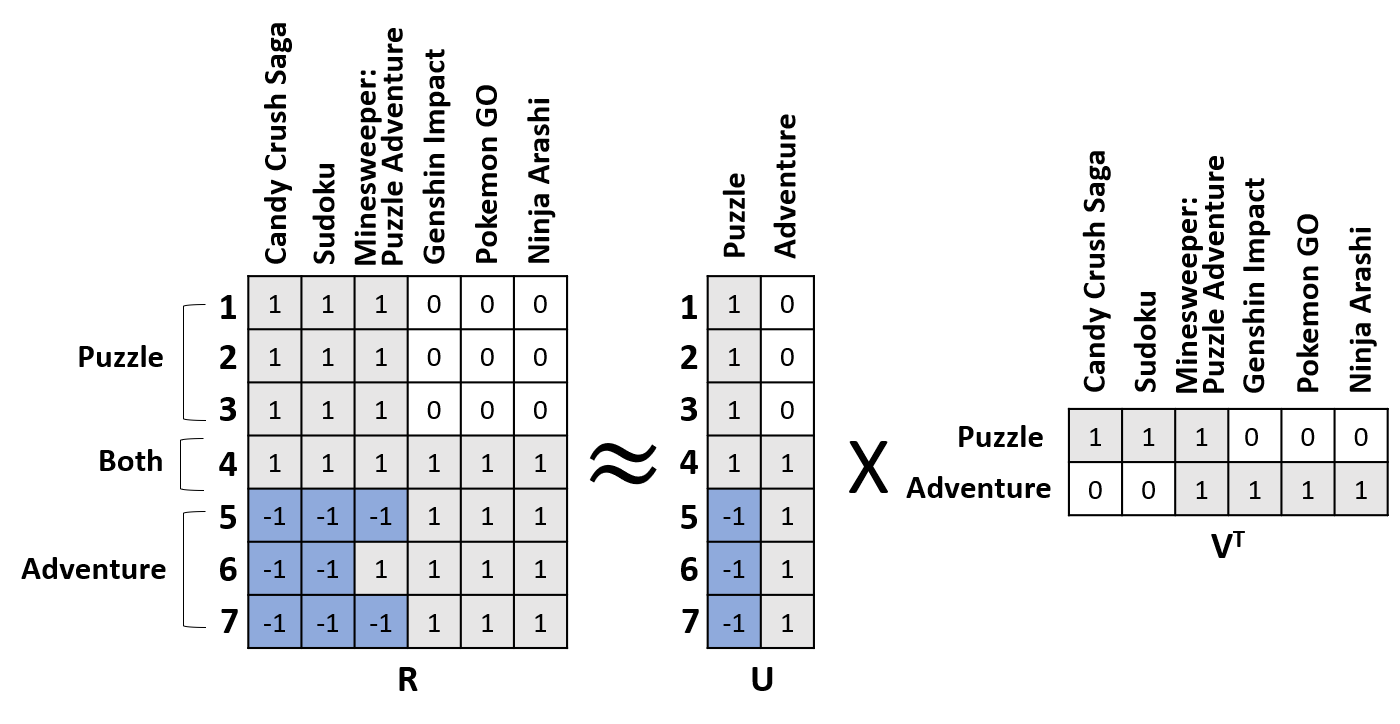 Candy Crush Saga
Sudoku
Minesweeper:
Puzzle Adventure
Genshin Impact
Pokemon GO
Ninja Arashi
Puzzle
Adventure
Candy Crush Saga
Sudoku
Minesweeper:
Puzzle Adventure
Genshin Impact
Pokemon GO
Ninja Arashi
Puzzle
Both
Adventure
1 1 1 1 0 0 0
2 1 1 1 0 0 0
3 1 1 1 0 0 0
4 1 1 1 1 1 1
5 -1 -1 -1 1 1 1
6 -1 -1 1 1 1 1
7 -1 -1 -1 1 1 1
R
≈
1 1 0
2 1 0
3 1 0
4 1 1
5 -1 1
6 -1 1
7 -1 1
U
X
Puzzle 1 1 1 0 0 0
Adventure 0 0 1 1 1 1
Vᵀ